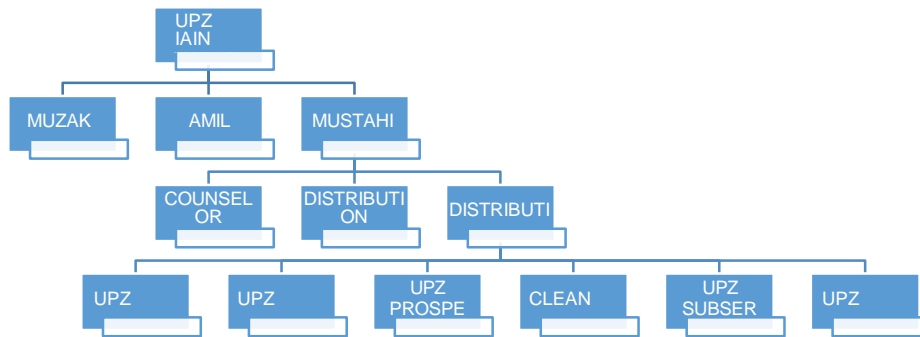 UPZ
IAIN
MUZAK
AMIL
MUSTAHI
COUNSEL
OR
DISTRIBUTI
ON
DISTRIBUTI
UPZ
UPZ
UPZ
PROSPE
CLEAN
UPZ
SUBSER
UPZ